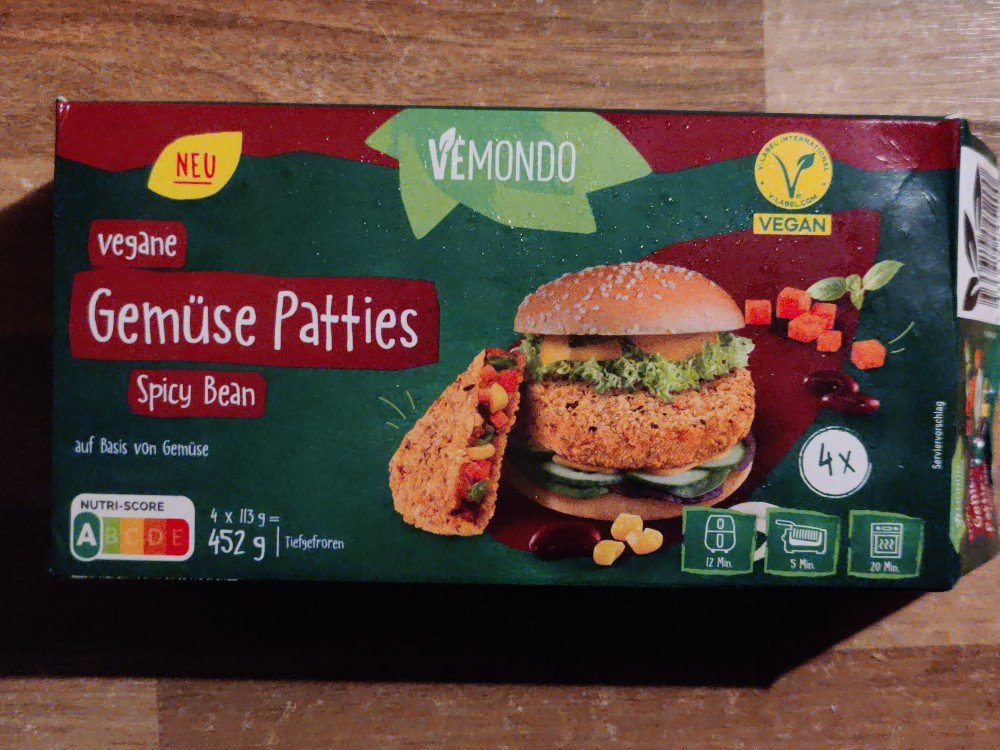 NEU
VEMONDO
V-LABEL INTERNATIONAL
V-LABEL.COM
VEGAN
vegane
Gemüse Patties
Spicy Bean
auf Basis von Gemüse
NUTRI-SCORE
A B C D E
4 x 113 g =
452 g
Tiefgefroren
4x
12 Min.
5 Min.
20 Min.
Serviervorschlag